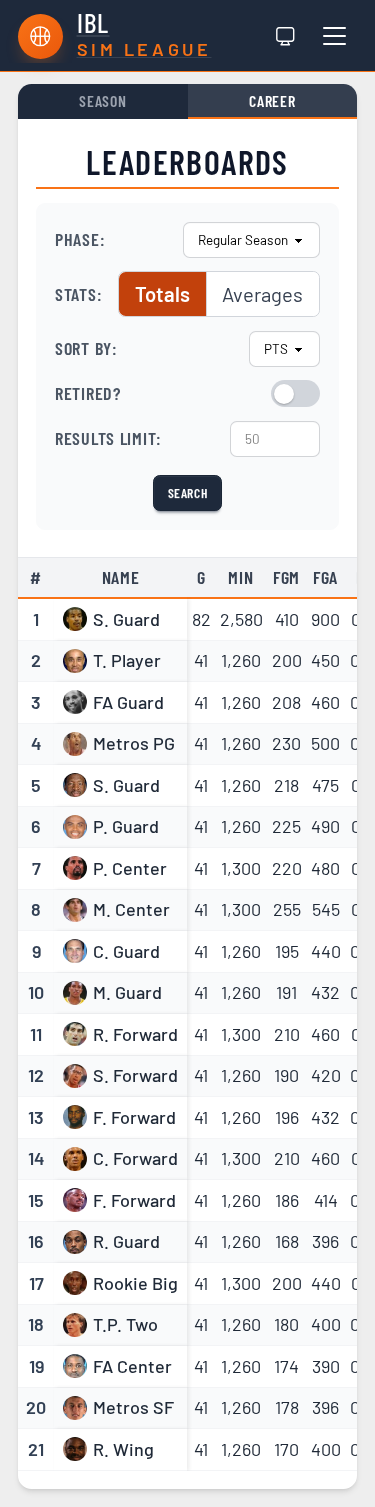 IBL
SIM LEAGUE
SEASON CAREER
LEADERBOARDS
PHASE: Regular Season
STATS: Totals Averages
SORT BY: PTS
RETIRED?
RESULTS LIMIT: 50
SEARCH
# NAME G MIN FGM FGA
1 S. Guard 82 2,580 410 900
2 T. Player 41 1,260 200 450
3 FA Guard 41 1,260 208 460
4 Metros PG 41 1,260 230 500
5 S. Guard 41 1,260 218 475
6 P. Guard 41 1,260 225 490
7 P. Center 41 1,300 220 480
8 M. Center 41 1,300 255 545
9 C. Guard 41 1,260 195 440
10 M. Guard 41 1,260 191 432
11 R. Forward 41 1,300 210 460
12 S. Forward 41 1,260 190 420
13 F. Forward 41 1,260 196 432
14 C. Forward 41 1,300 210 460
15 F. Forward 41 1,260 186 414
16 R. Guard 41 1,260 168 396
17 Rookie Big 41 1,300 200 440
18 T.P. Two 41 1,260 180 400
19 FA Center 41 1,260 174 390
20 Metros SF 41 1,260 178 396
21 R. Wing 41 1,260 170 400